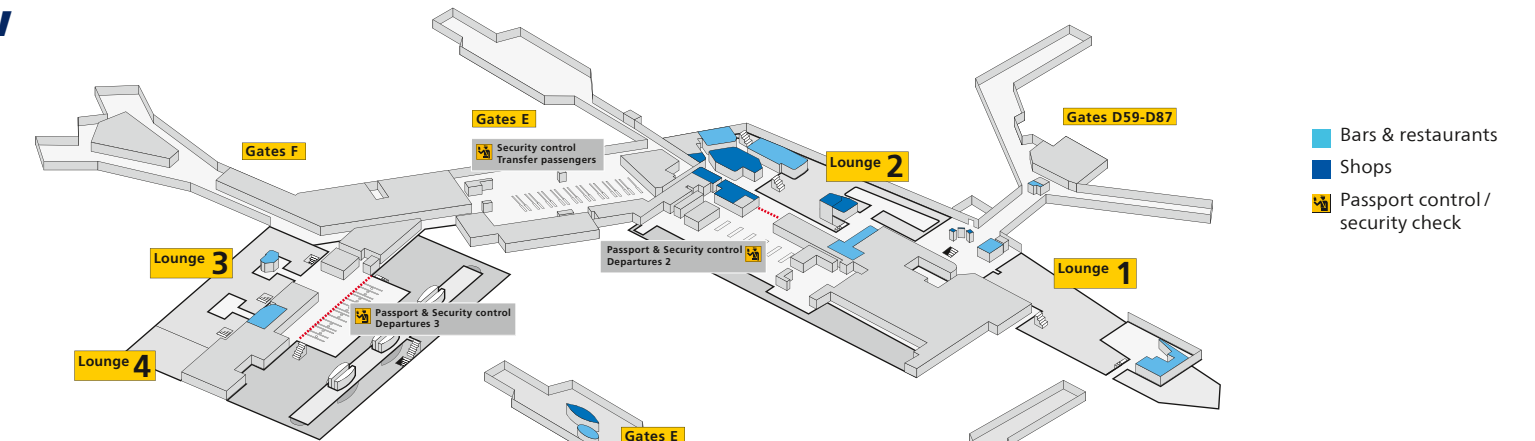 Gates E
Gates D59-D87
Security control
Transfer passengers
Gates F
Bars & restaurants
Lounge 2
Shops
Passport control /
security check
Passport & Security control
Departures 2
Lounge 3
Lounge 1
Passport & Security control
Departures 3
Lounge 4
Gates E